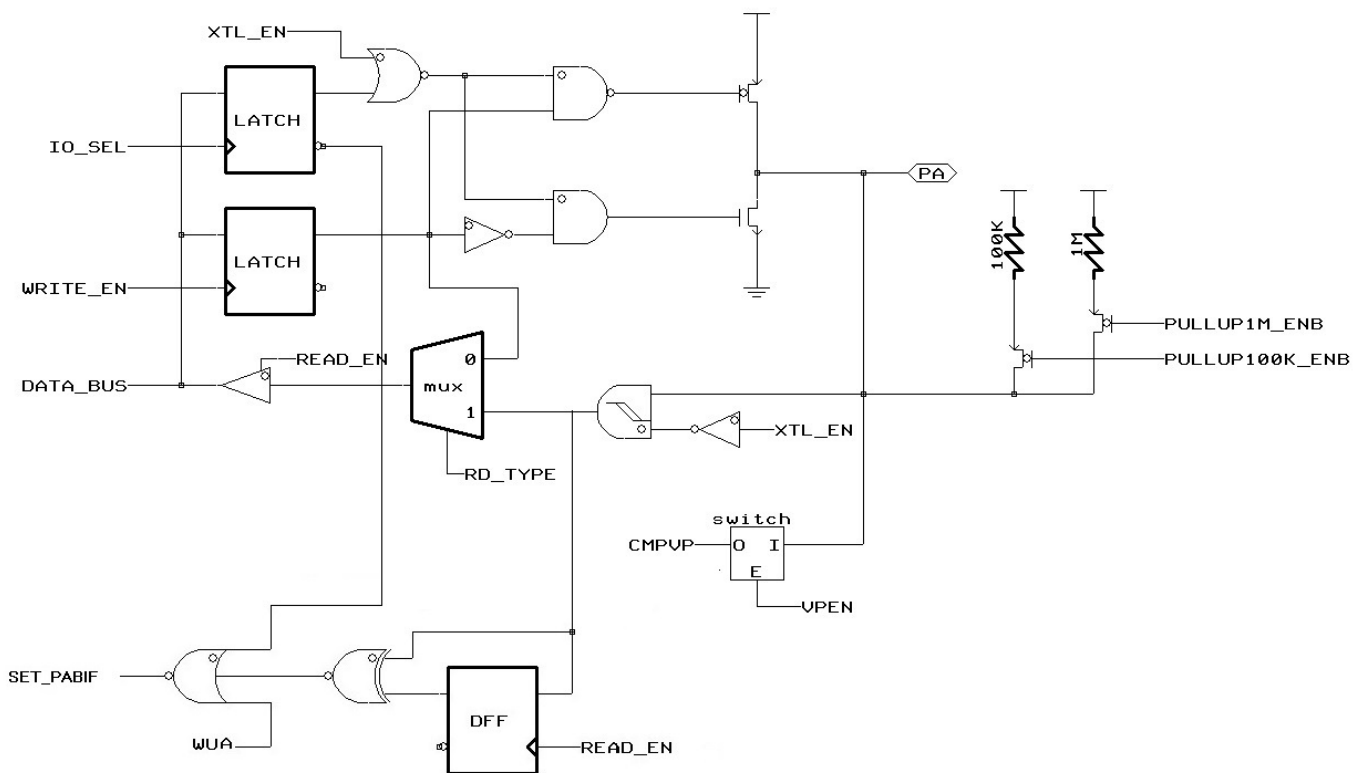 XTL_EN
LATCH
IO_SEL
PA
LATCH
100K
1M
WRITE_EN
PULLUP1M_ENB
READ_EN
0
PULLUP100K_ENB
DATA_BUS
mux
1
XTL_EN
RD_TYPE
switch
CMPVP
O I
E
VPEN
SET_PABIF
DFF
WUA
READ_EN